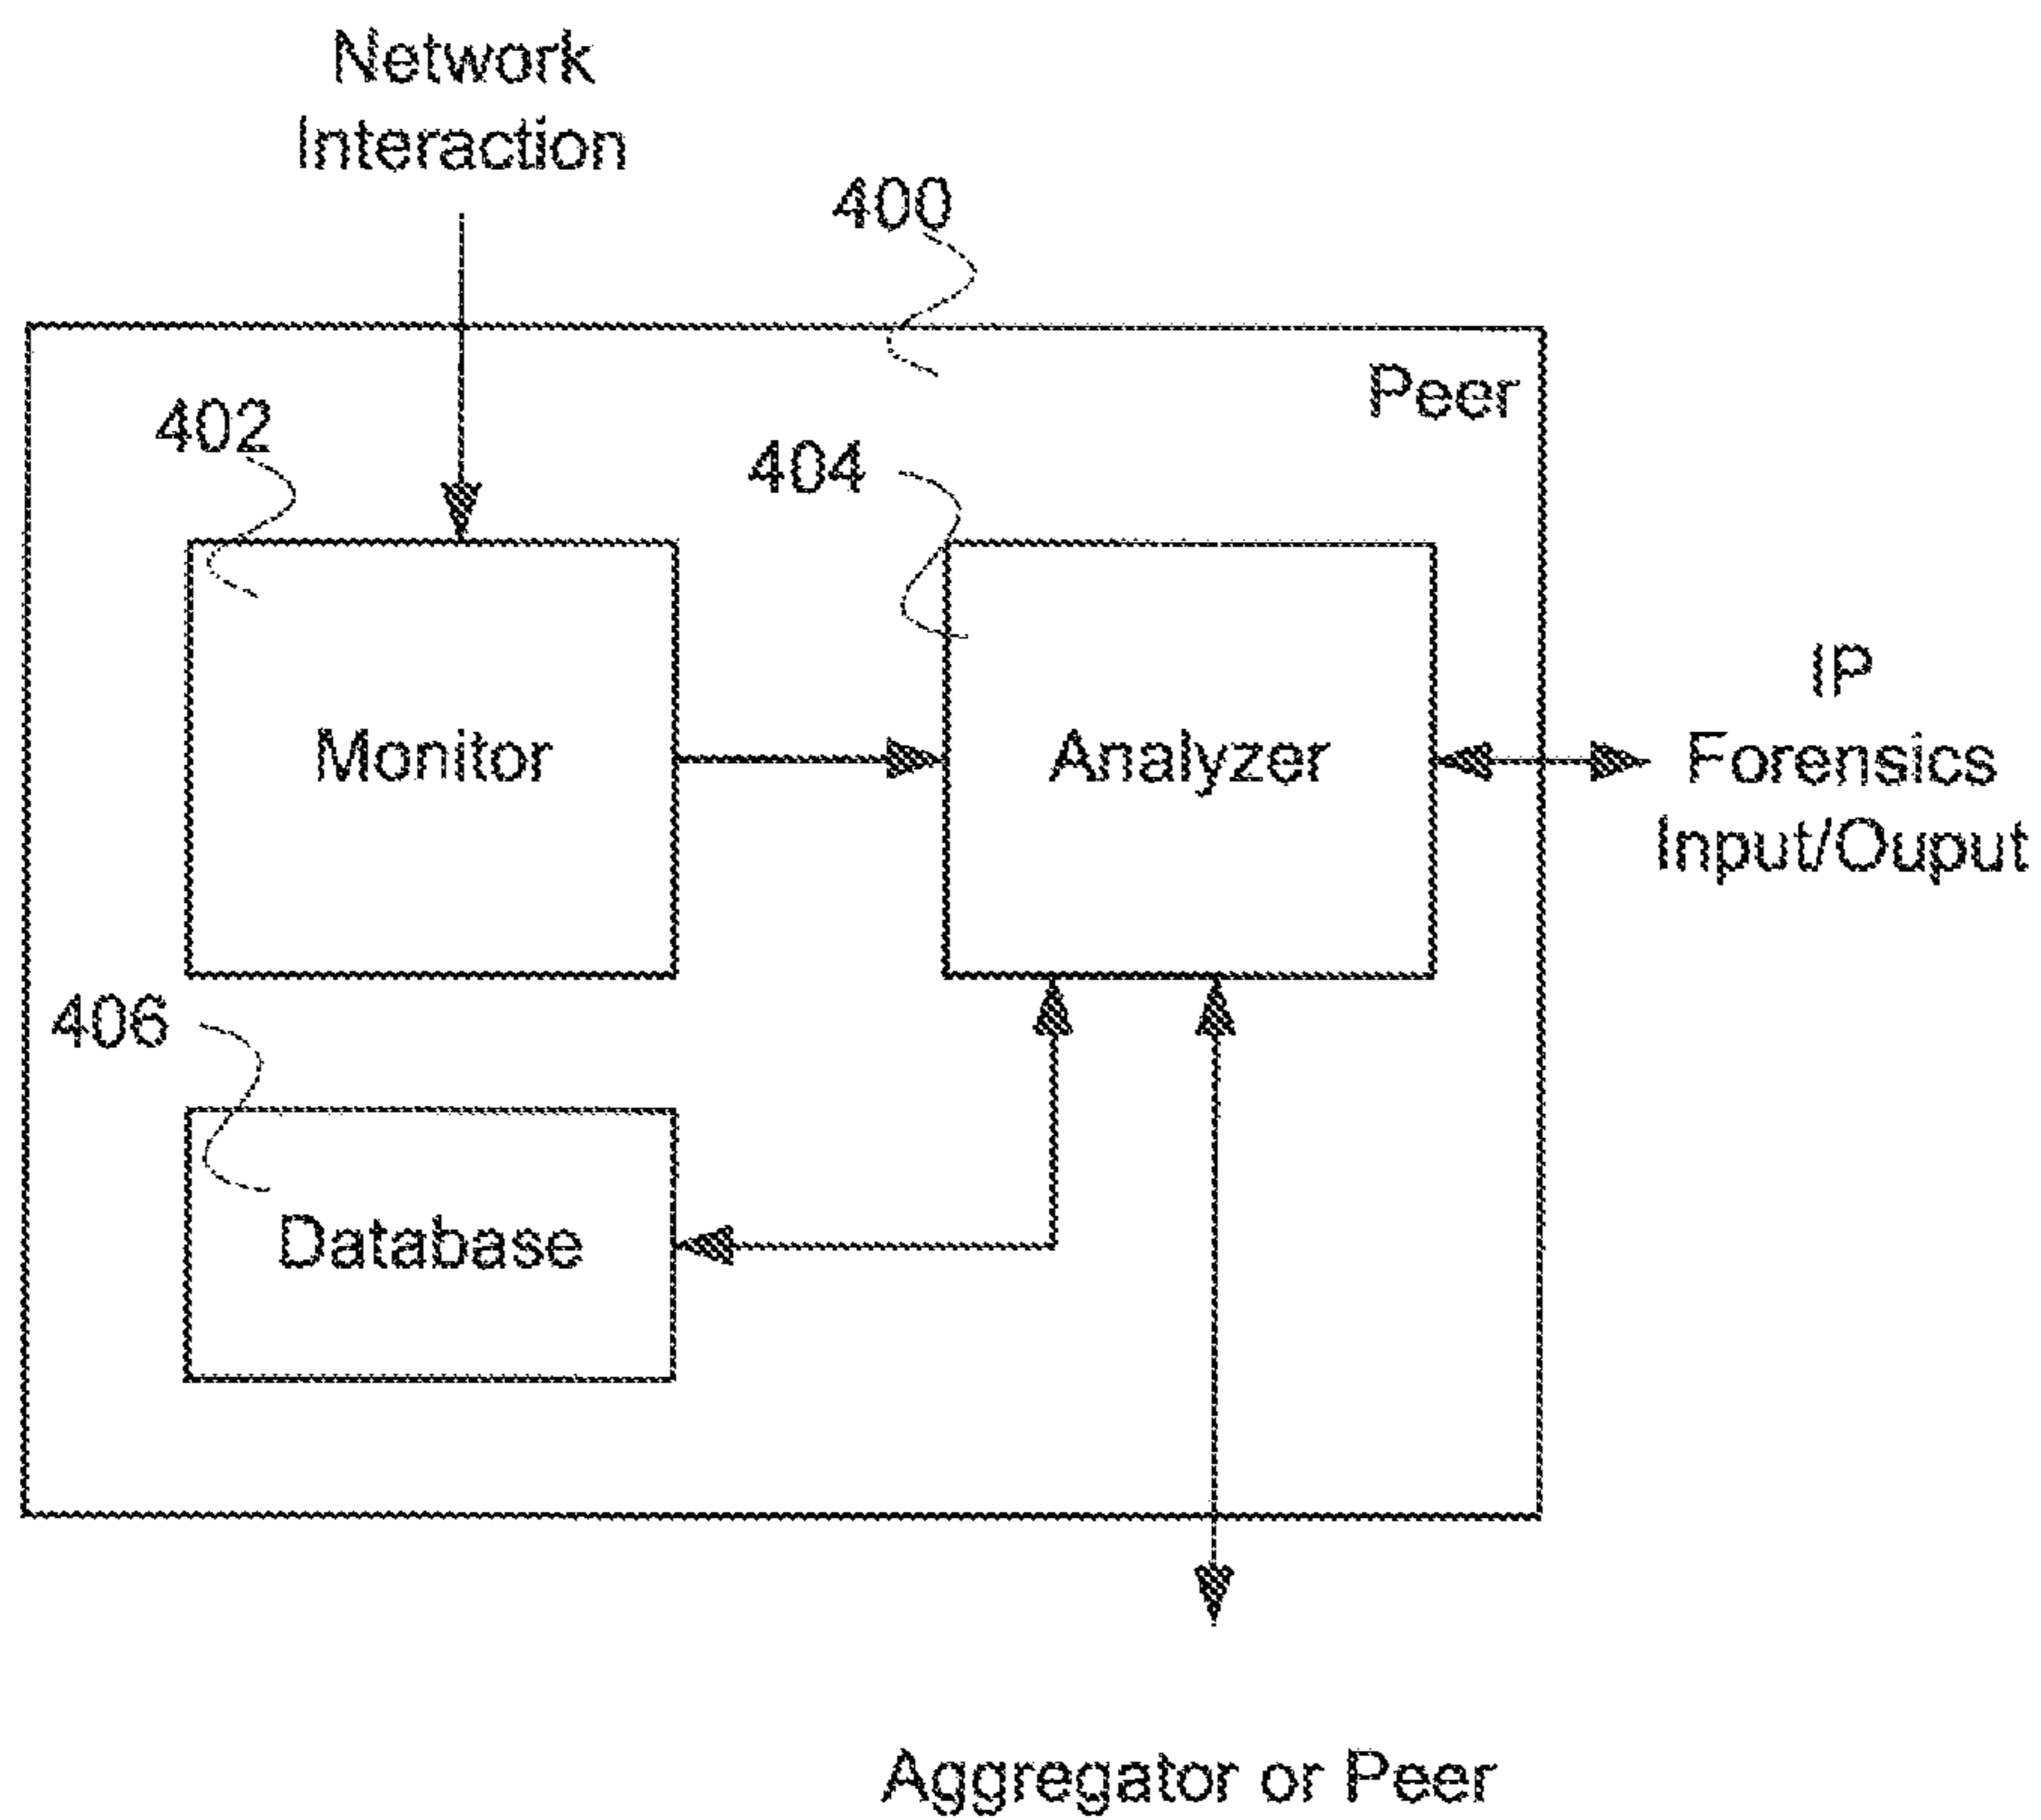 Network
Interaction
400
Peer
402
404
Monitor
Analyzer
IP
Forensics
Input/Ouput
406
Database
Aggregator or Peer